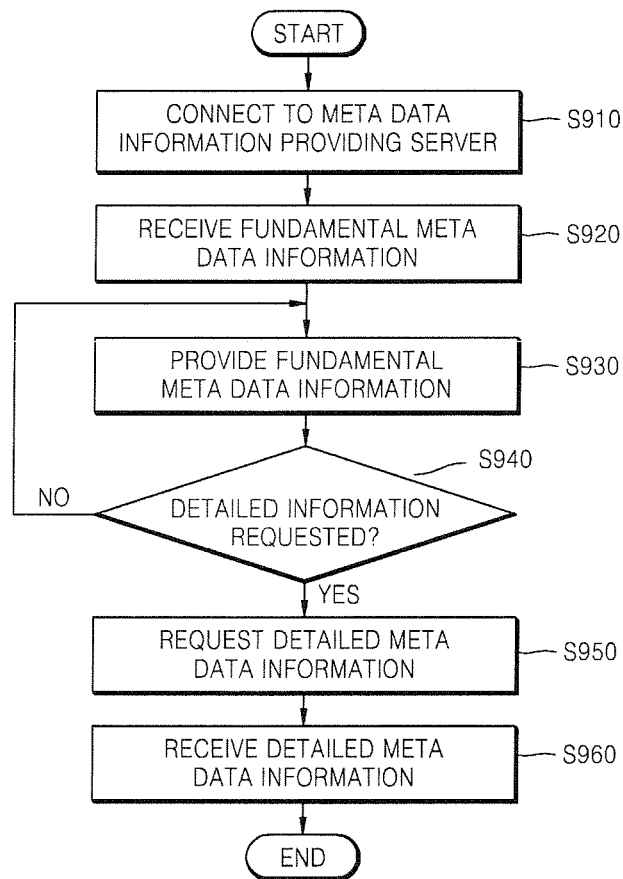 START
CONNECT TO META DATA
INFORMATION PROVIDING SERVER
S910
RECEIVE FUNDAMENTAL META
DATA INFORMATION
S920
PROVIDE FUNDAMENTAL
META DATA INFORMATION
S930
S940
DETAILED INFORMATION
REQUESTED?
NO
YES
REQUEST DETAILED META
DATA INFORMATION
S950
RECEIVE DETAILED META
DATA INFORMATION
S960
END